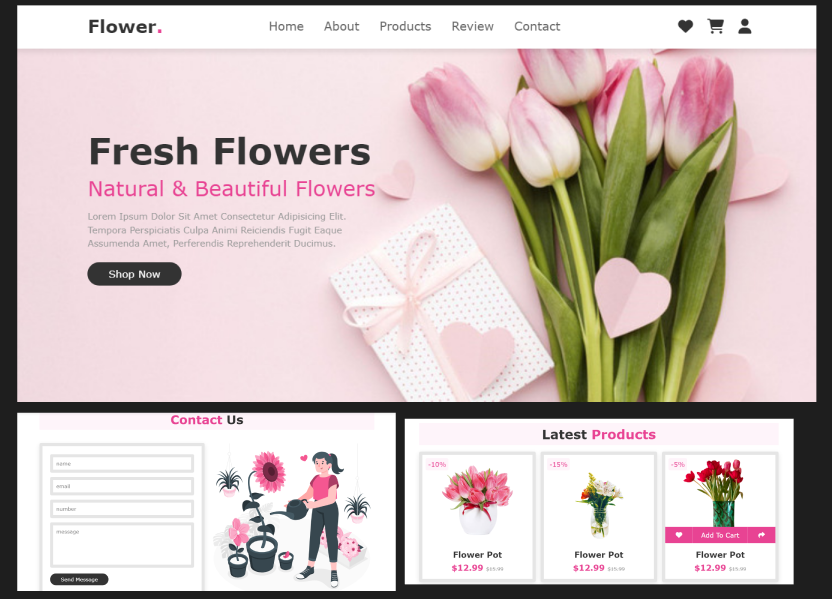 Flower.
Home About Products Review Contact
Fresh Flowers
Natural & Beautiful Flowers
Lorem Ipsum Dolor Sit Amet Consectetur Adipisicing Elit.
Tempora Perspiciatis Culpa Animi Reiciendis Fugit Eaque
Assumenda Amet, Perferendis Reprehenderit Ducimus.
Shop Now
Contact Us
name
email
number
message
Send Message
Latest Products
-10%
Flower Pot
$12.99 $15.99
-15%
Flower Pot
$12.99 $15.99
-5%
Add To Cart
Flower Pot
$12.99 $15.99